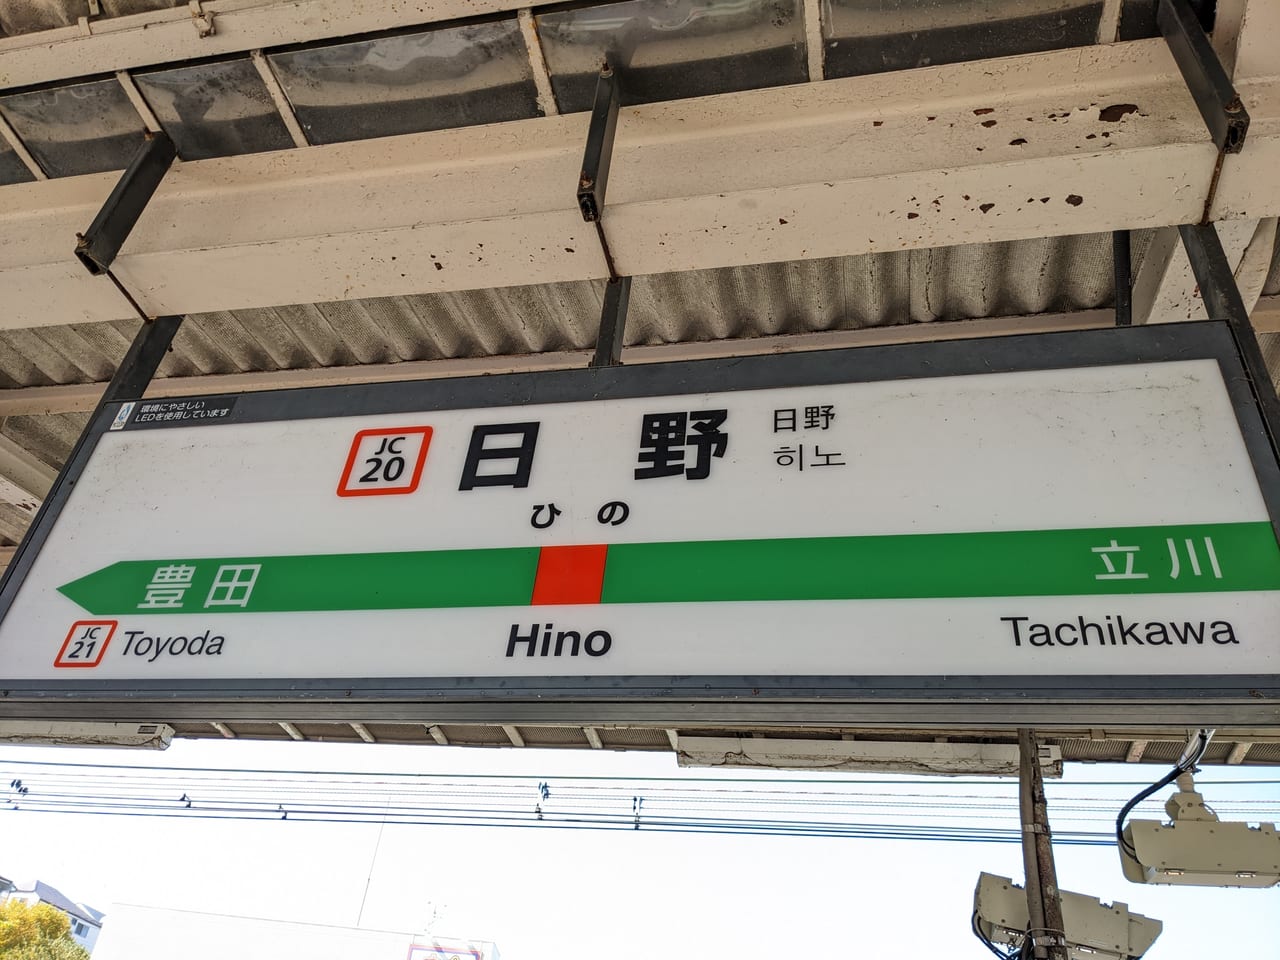 環境にやさしい
LEDを使用しています
JC
20
日野
日野
히노
ひの
豊田
立川
JC
21
Toyoda
Hino
Tachikawa